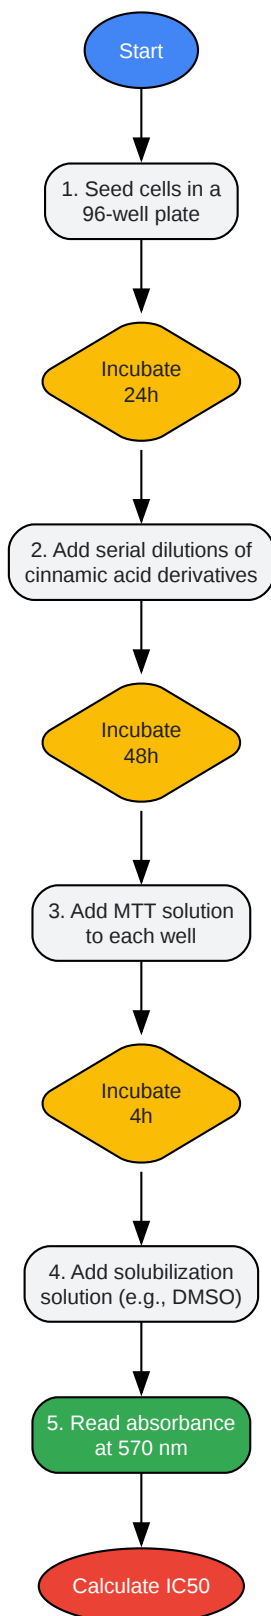 Start
1. Seed cells in a
96-well plate
Incubate
24h
2. Add serial dilutions of
cinnamic acid derivatives
Incubate
48h
3. Add MTT solution
to each well
Incubate
4h
4. Add solubilization
solution (e.g., DMSO)
5. Read absorbance
at 570 nm
Calculate IC50